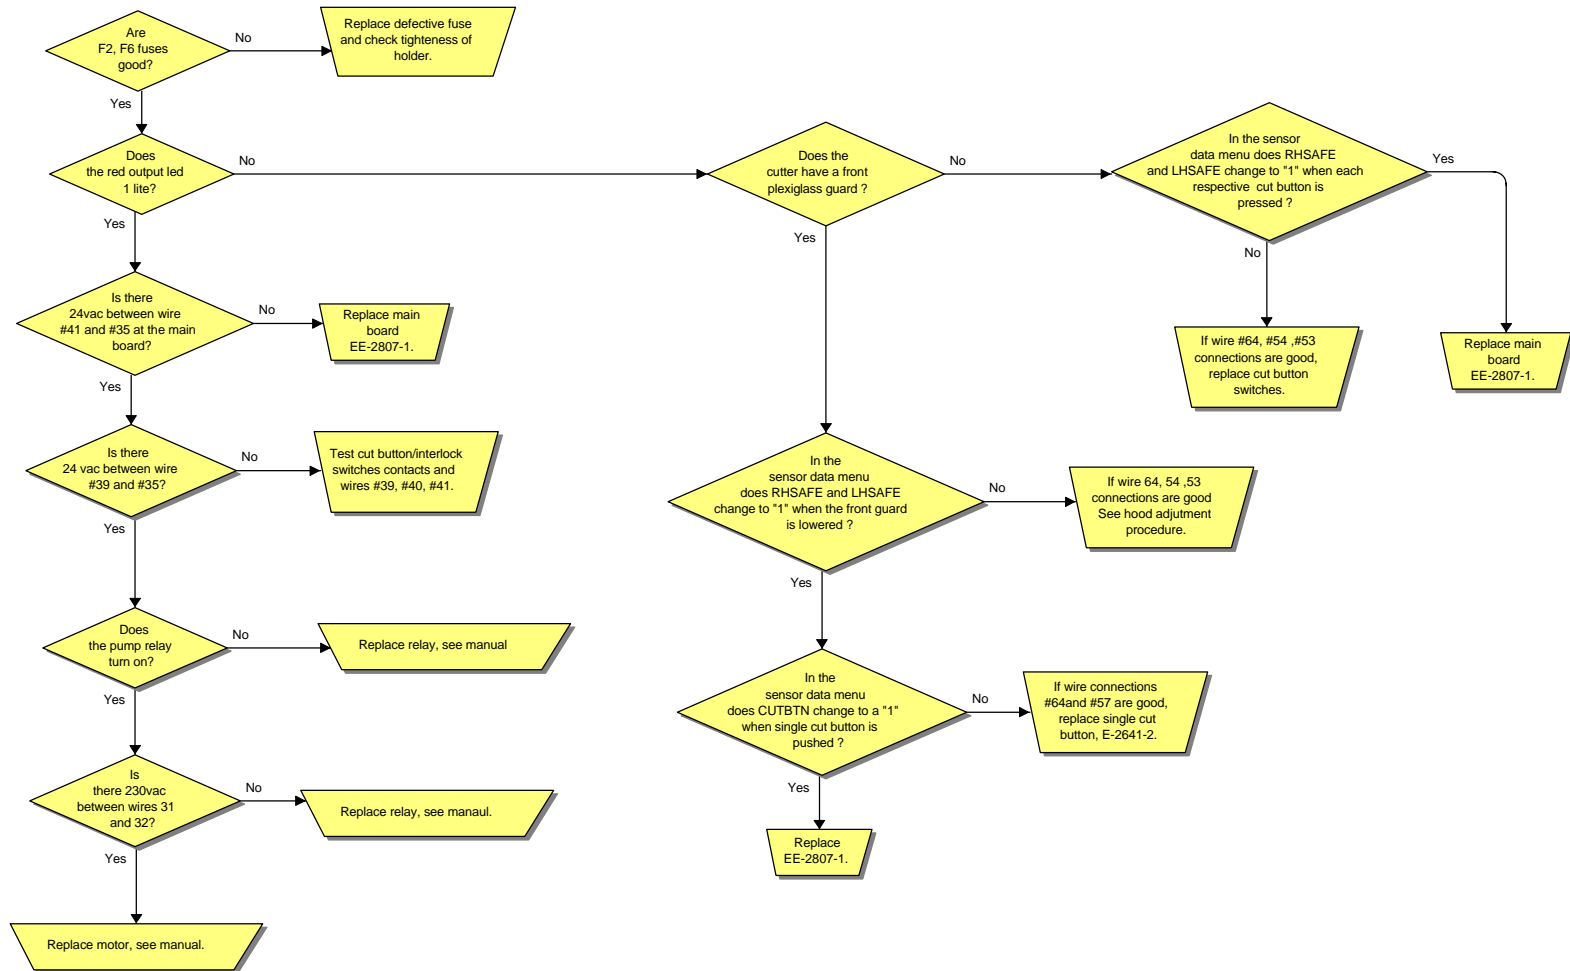 Are
F2, F6 fuses
good?
No
Replace defective fuse
and check tighteness of
holder.
Yes
Does
the red output led
1 lite?
No
Does the
cutter have a front
plexiglass guard ?
No
In the sensor
data menu does RHSAFE
and LHSAFE change to "1" when each
respective cut button is
pressed ?
Yes
Yes
Yes
No
Is there
24vac between wire
#41 and #35 at the main
board?
No
Replace main
board
EE-2807-1.
If wire #64, #54 ,#53
connections are good,
replace cut button
switches.
Replace main
board
EE-2807-1.
Yes
Is there
24 vac between wire
#39 and #35?
No
Test cut button/interlock
switches contacts and
wires #39, #40, #41.
In the
sensor data menu
does RHSAFE and LHSAFE
change to "1" when the front guard
is lowered ?
No
If wire 64, 54 ,53
connections are good
See hood adjutment
procedure.
Yes
Yes
Does
the pump relay
turn on?
No
Replace relay, see manual
In the
sensor data menu
does CUTBTN change to a "1"
when single cut button is
pushed ?
No
If wire connections
#64and #57 are good,
replace single cut
button, E-2641-2.
Yes
Is
there 230vac
between wires 31
and 32?
No
Replace relay, see manaul.
Yes
Replace
EE-2807-1.
Yes
Replace motor, see manual.